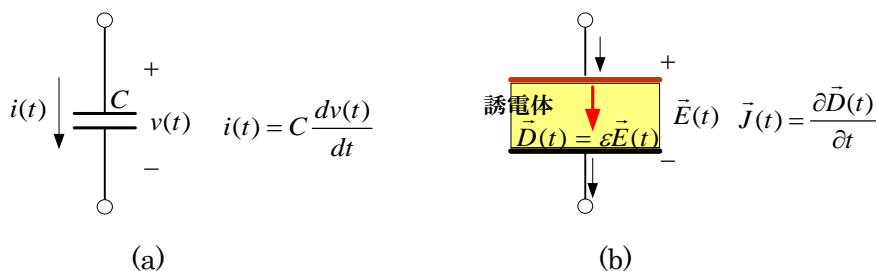 i(t)
+
C
v(t)
−
i(t) = C dv(t)/dt
(a)
+
誘電体
D⃗(t) = εE⃗(t)
E⃗(t)
−
J⃗(t) = ∂D⃗(t)/∂t
(b)